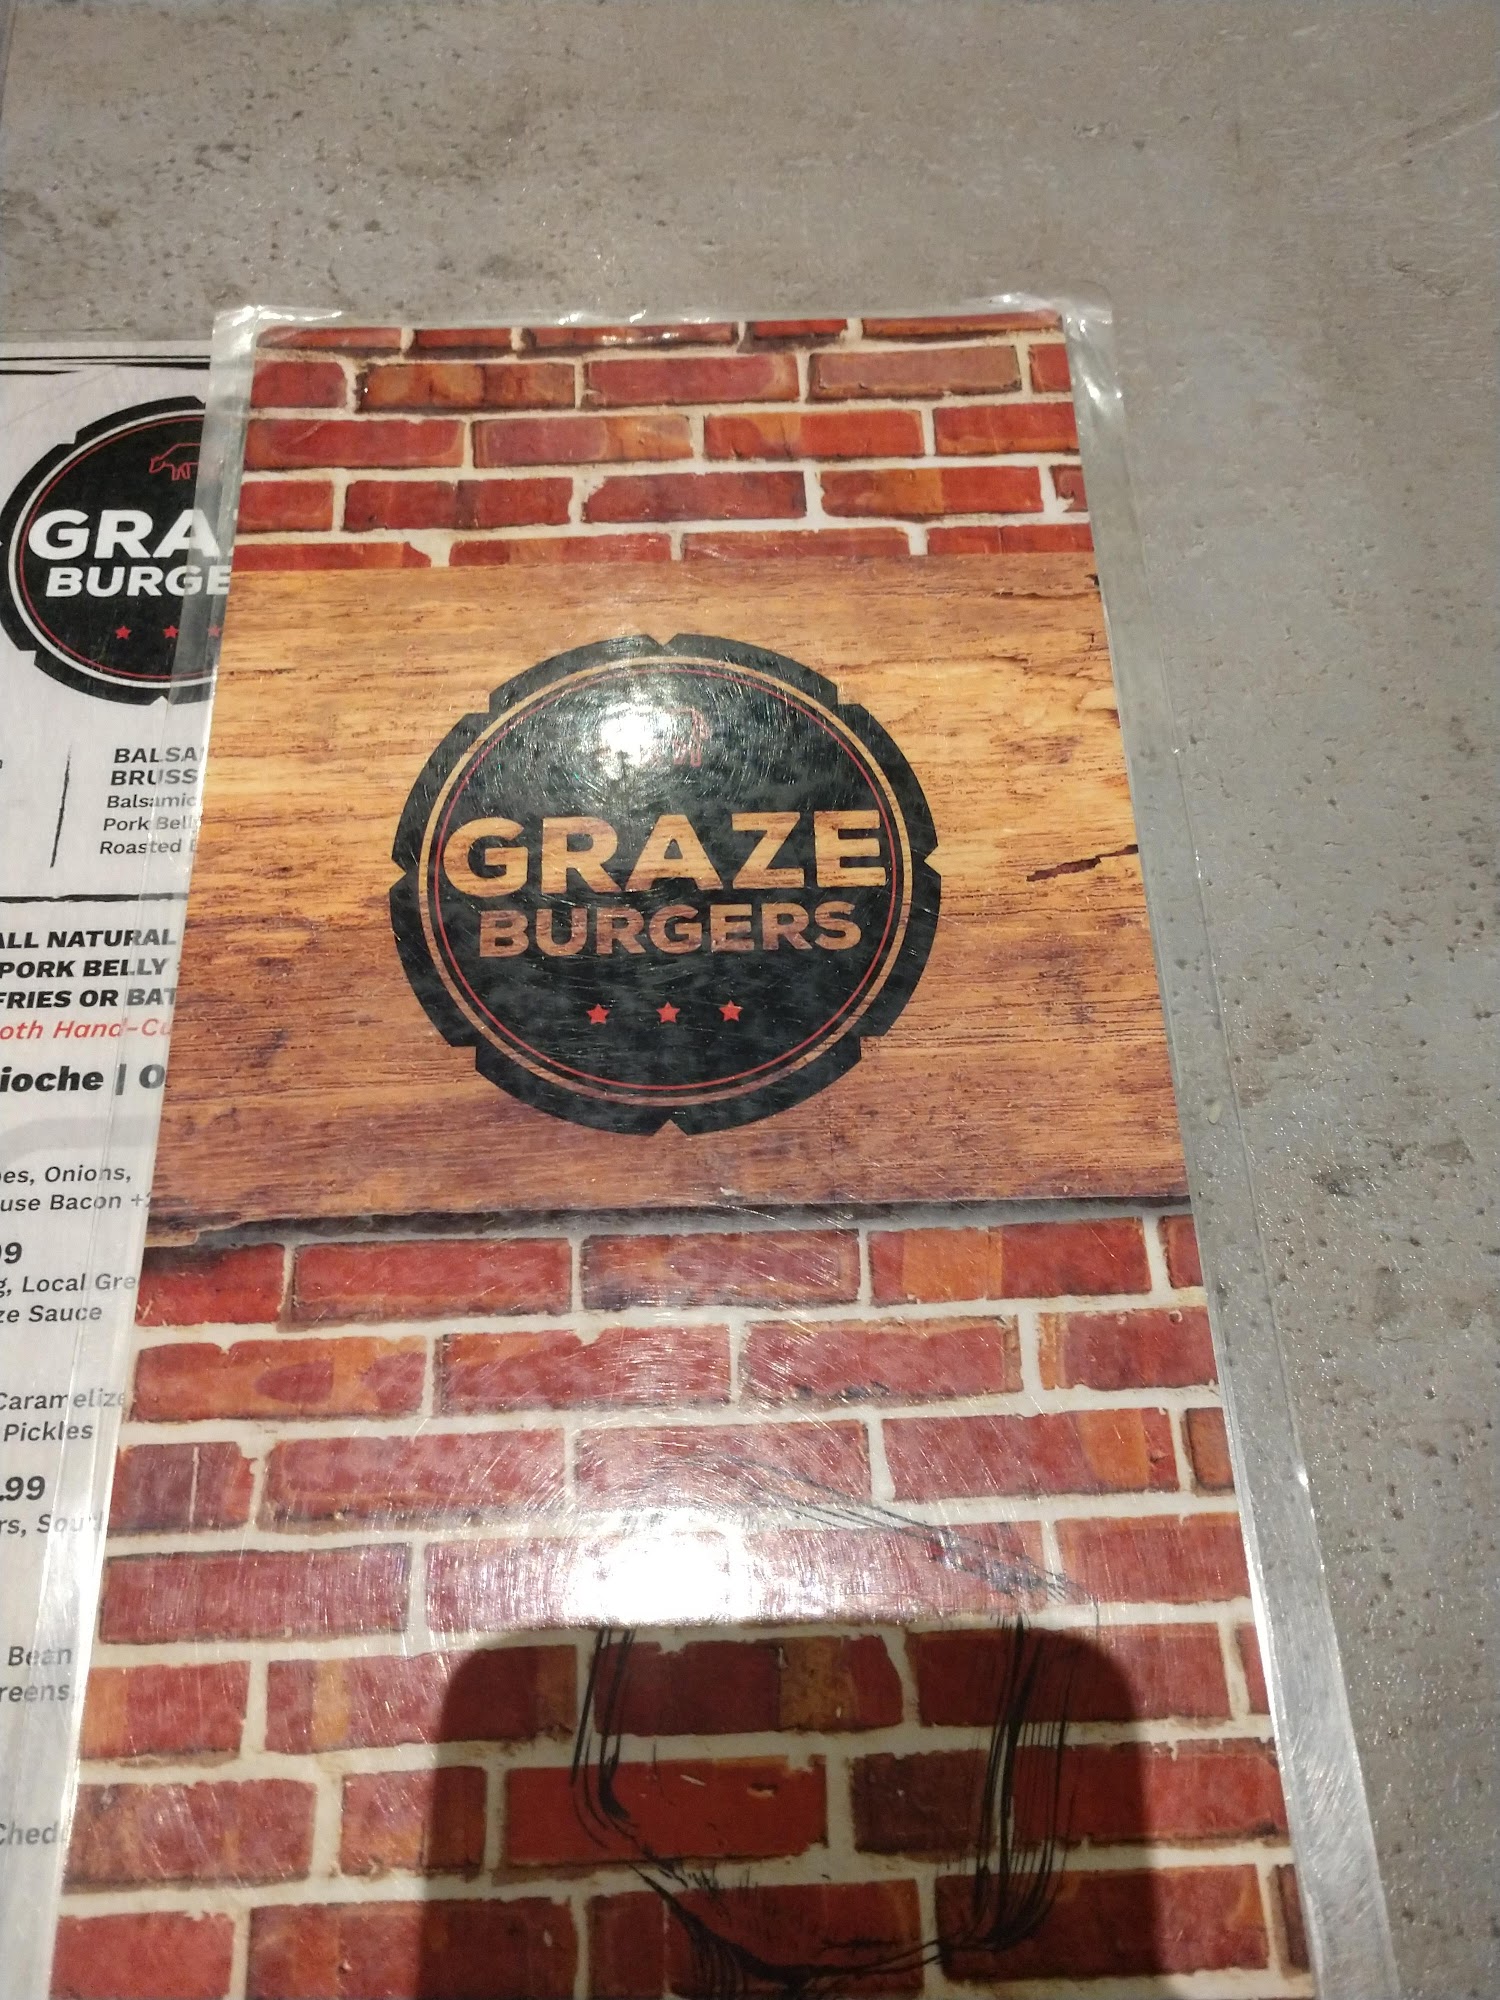 GRA
BURGE
BALSA
BRUSS
Balsamic
Pork Belly
Roasted
ALL NATURAL
PORK BELLY
FRIES OR BAT
oth Hand-Cu
ioche | O
es, Onions,
use Bacon +
99
g, Local Gre
ze Sauce
Caramelize
Pickles
.99
rs, Sou
Bean
reens,
Ched
GRAZE
BURGERS